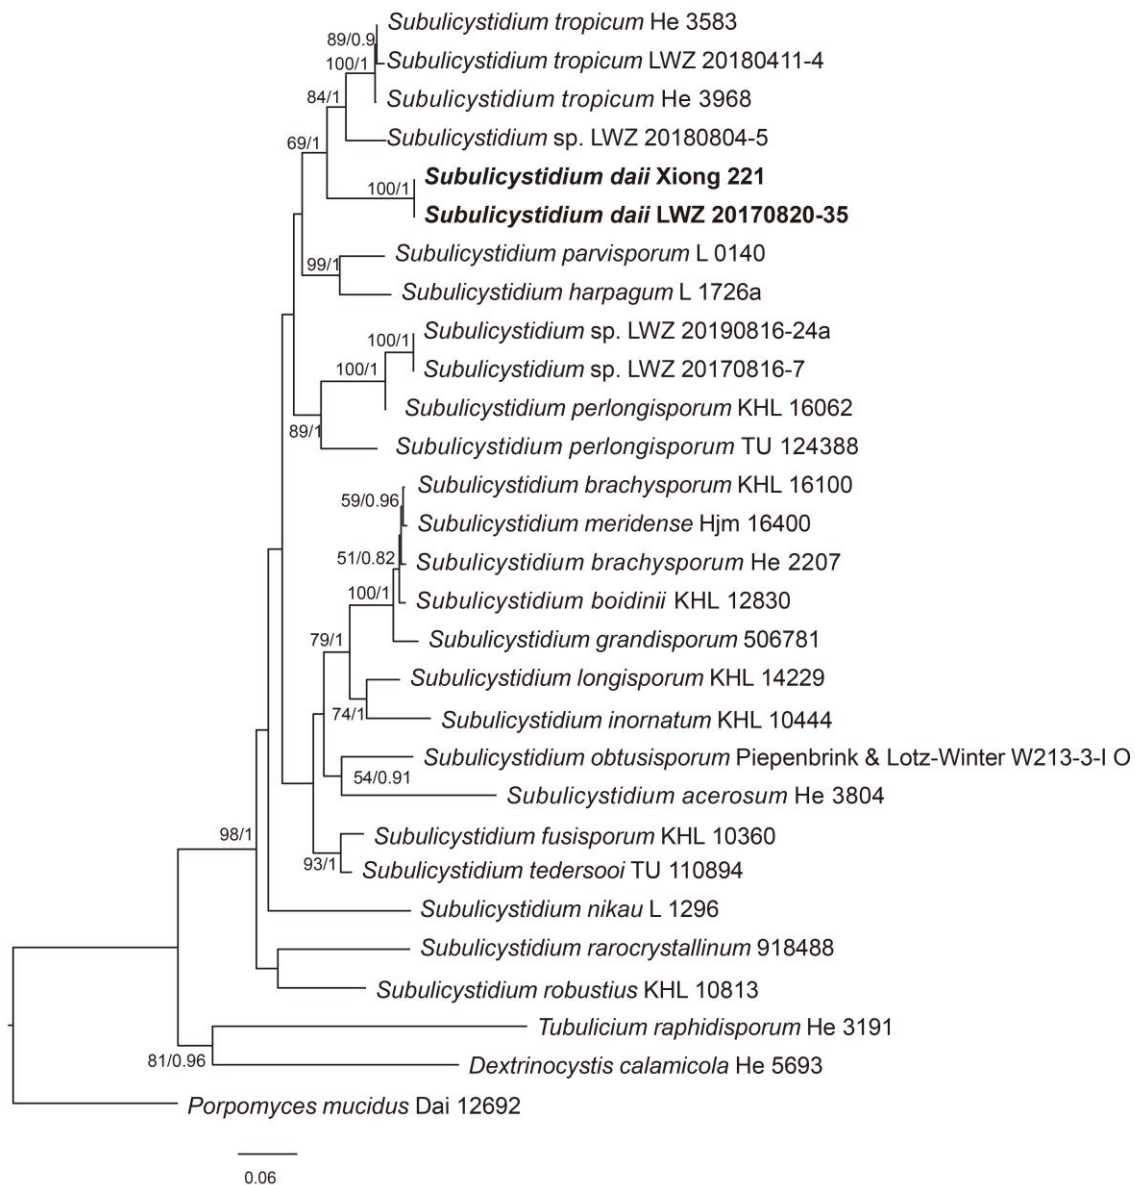 Subulicystidium tropicum He 3583
89/0.9
Subulicystidium tropicum LWZ 20180411-4
100/1
Subulicystidium tropicum He 3968
84/1
Subulicystidium sp. LWZ 20180804-5
69/1
Subulicystidium daii Xiong 221
100/1
Subulicystidium daii LWZ 20170820-35
Subulicystidium parvisporum L 0140
99/1
Subulicystidium harpagum L 1726a
Subulicystidium sp. LWZ 20190816-24a
100/1
Subulicystidium sp. LWZ 20170816-7
100/1
Subulicystidium perlongisporum KHL 16062
89/1
Subulicystidium perlongisporum TU 124388
Subulicystidium brachysporum KHL 16100
59/0.96
Subulicystidium meridense Hjm 16400
51/0.82
Subulicystidium brachysporum He 2207
100/1
Subulicystidium boidinii KHL 12830
79/1
Subulicystidium grandisporum 506781
Subulicystidium longisporum KHL 14229
74/1
Subulicystidium inornatum KHL 10444
Subulicystidium obtusisporum Piepenbrink & Lotz-Winter W213-3-I O
54/0.91
Subulicystidium acerosum He 3804
98/1
Subulicystidium fusisporum KHL 10360
93/1
Subulicystidium tedersooi TU 110894
Subulicystidium nikau L 1296
Subulicystidium rarocrystallinum 918488
Subulicystidium robustius KHL 10813
Tubulicium raphidisporum He 3191
81/0.96
Dextrinocystis calamicola He 5693
Porpomyces mucidus Dai 12692
0.06